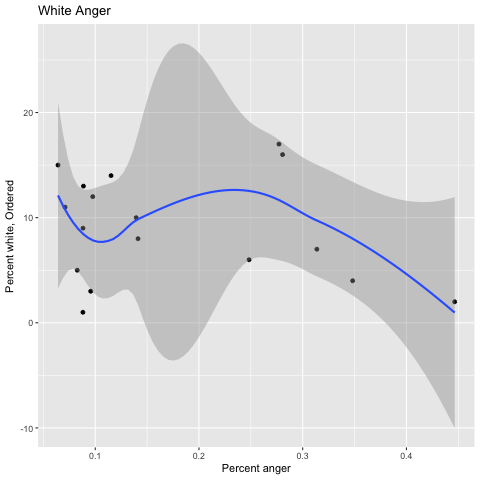 White Anger
Percent white, Ordered
20
10
0
-10
0.1 0.2 0.3 0.4
Percent anger